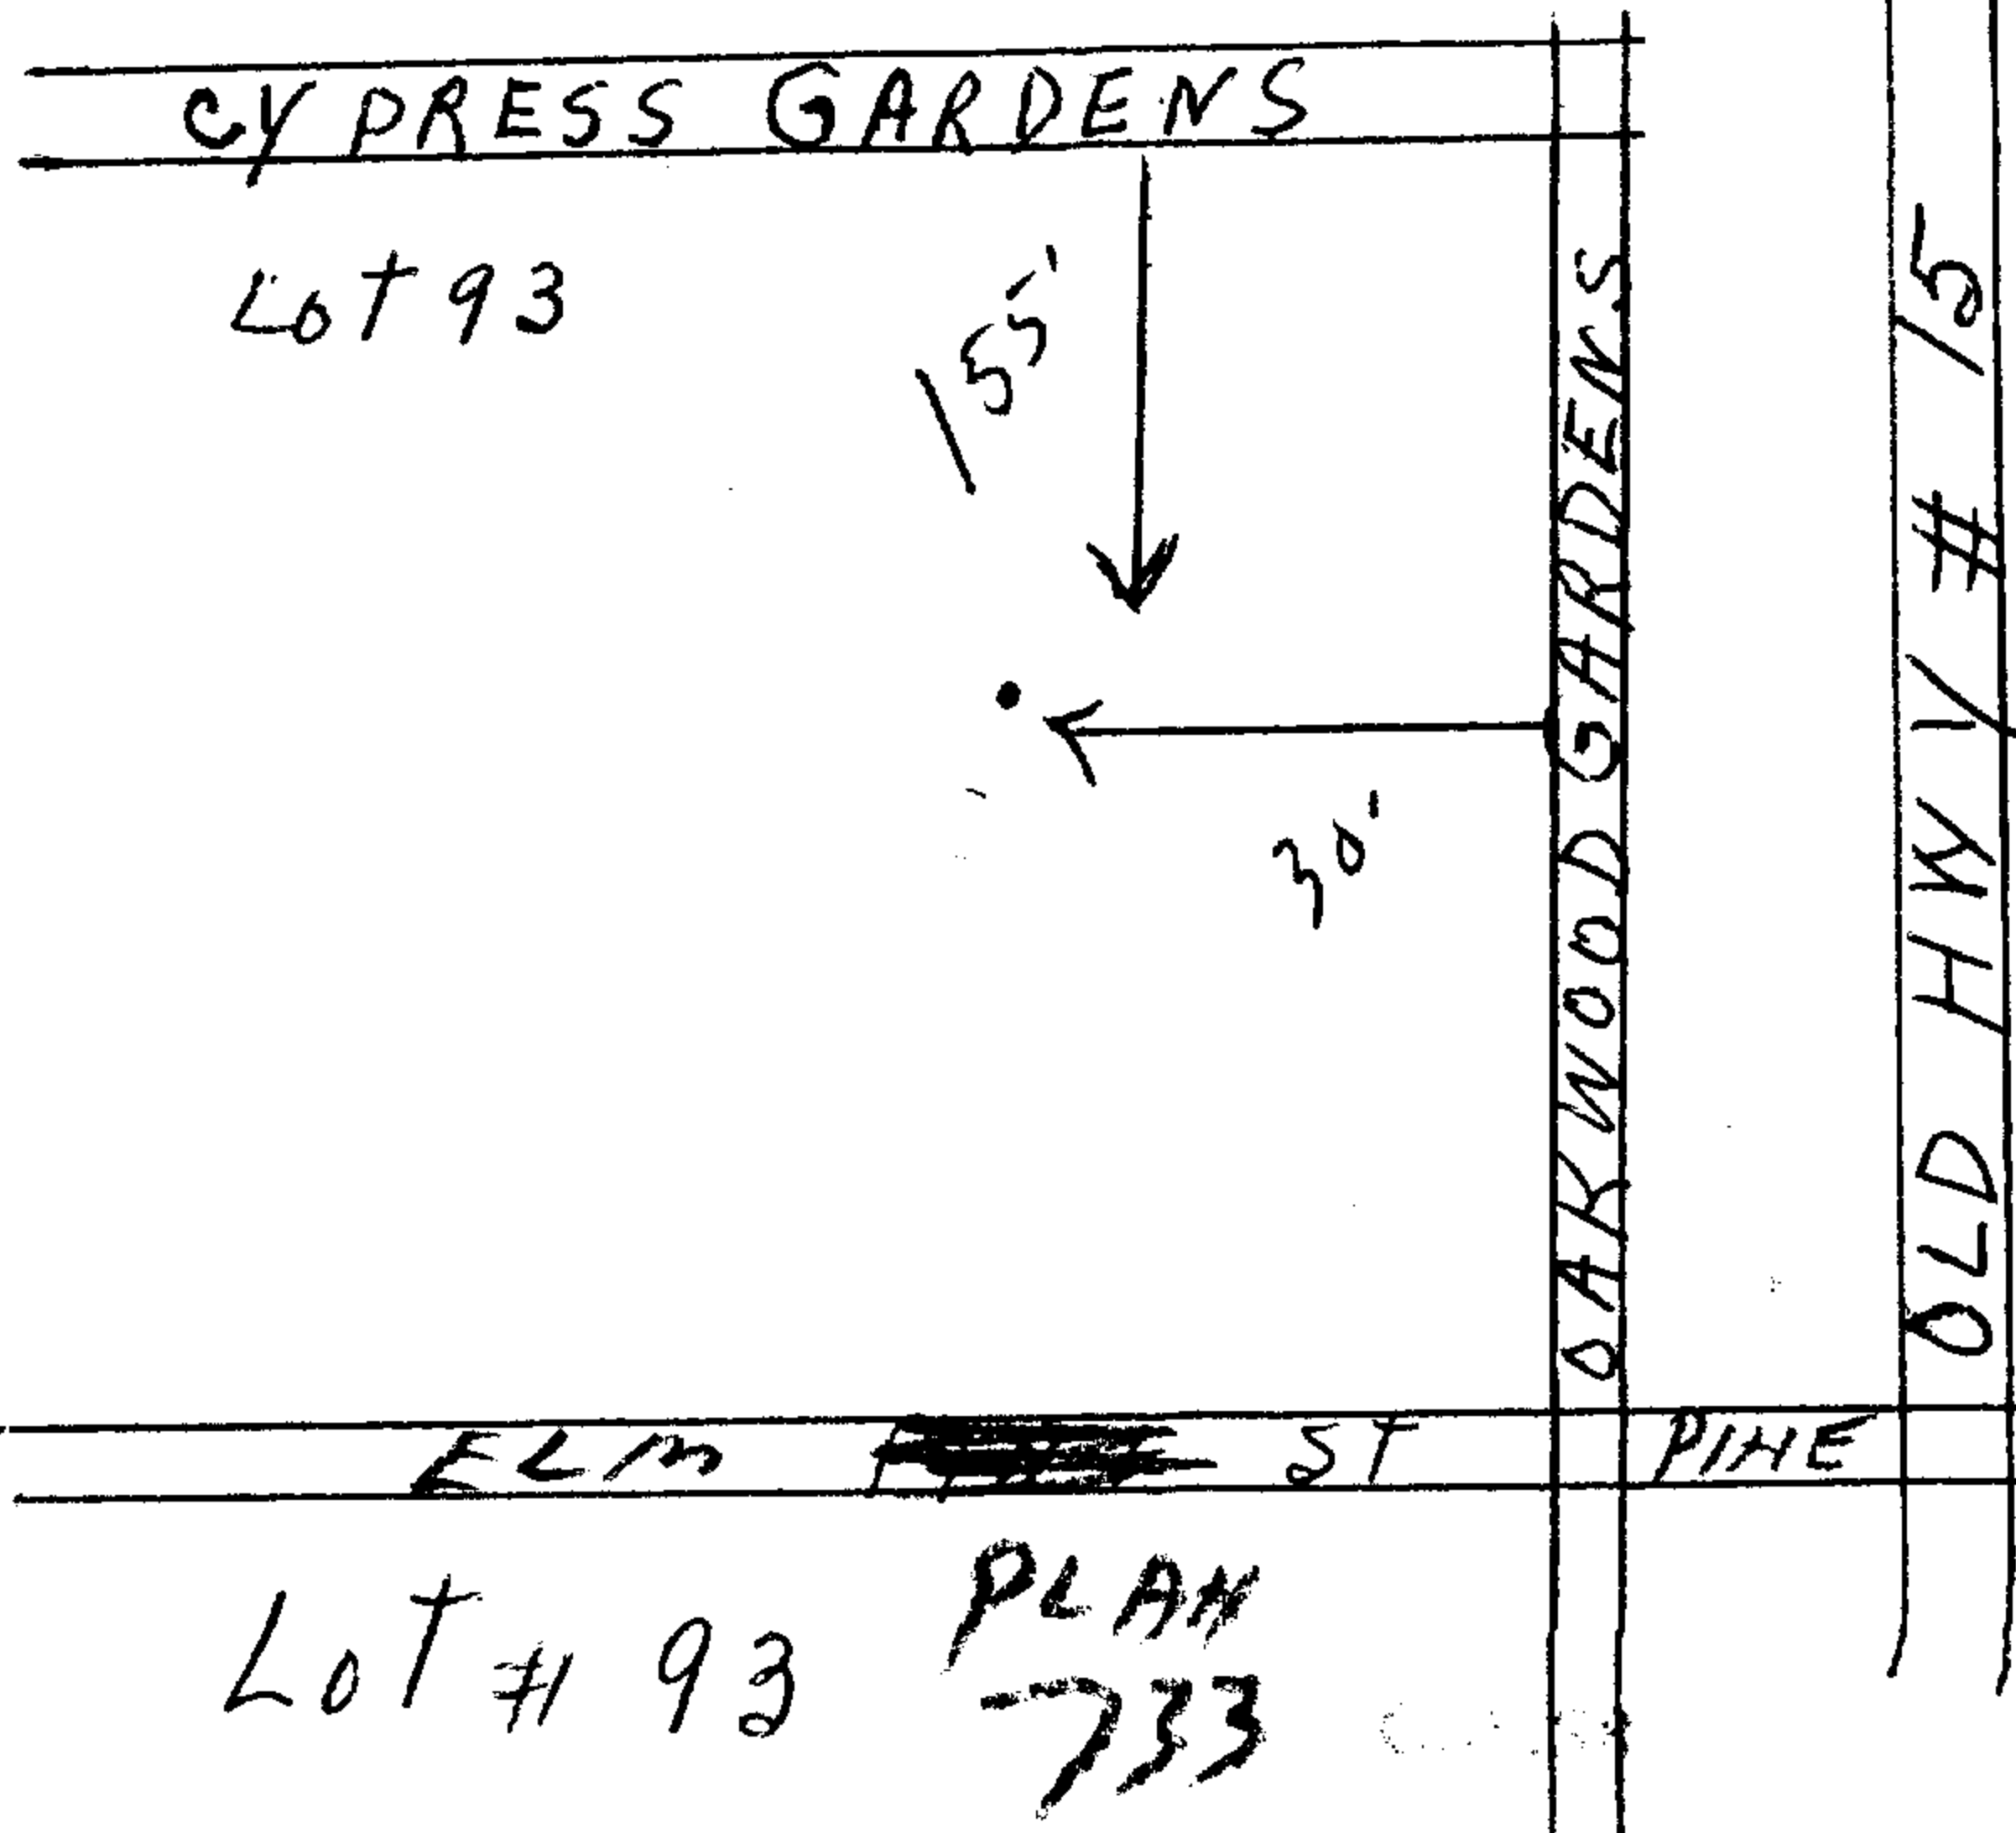 CYPRESS GARDENS
LOT 93
155'
30'
OAKWOOD GARDENS
OLD HWY # 15
ELM ST PINE
LOT # 93
PLAN
733